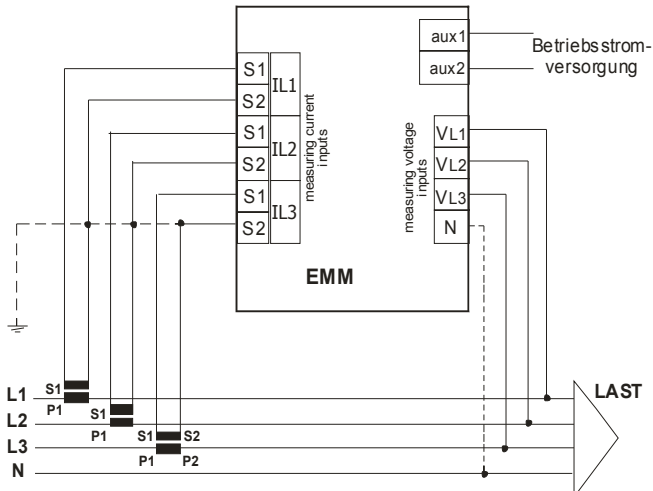 aux1
aux2
Betriebsstrom-
versorgung
S1
S2
IL1
S1
S2
IL2
S1
S2
IL3
measuring current
inputs
measuring voltage
inputs
VL1
VL2
VL3
N
EMM
L1
S1
P1
L2
S1
P1
L3
S1
S2
P1
P2
N
LAST